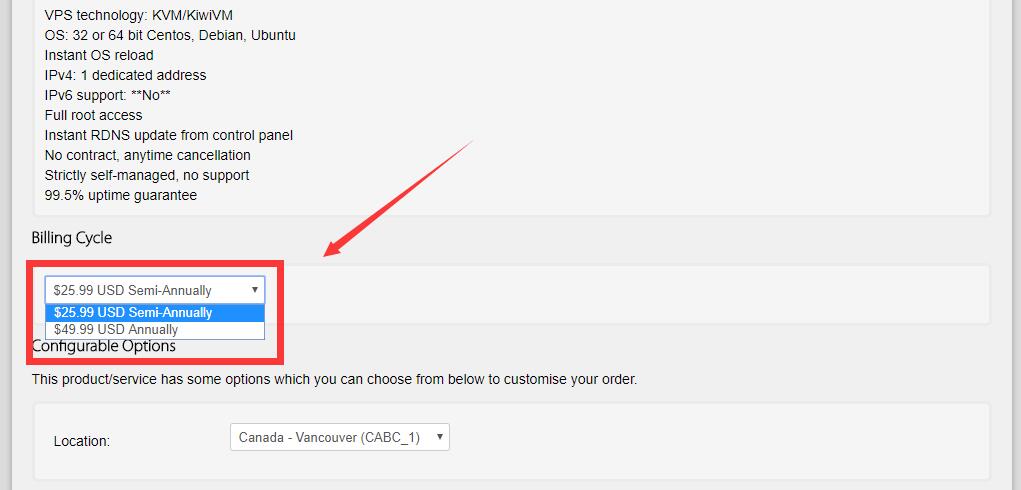 VPS technology: KVM/KiwiVM
OS: 32 or 64 bit Centos, Debian, Ubuntu
Instant OS reload
IPv4: 1 dedicated address
IPv6 support: **No**
Full root access
Instant RDNS update from control panel
No contract, anytime cancellation
Strictly self-managed, no support
99.5% uptime guarantee
Billing Cycle
$25.99 USD Semi-Annually
$25.99 USD Semi-Annually
$49.99 USD Annually
Configurable Options
This product/service has some options which you can choose from below to customise your order.
Location: Canada - Vancouver (CABC_1)